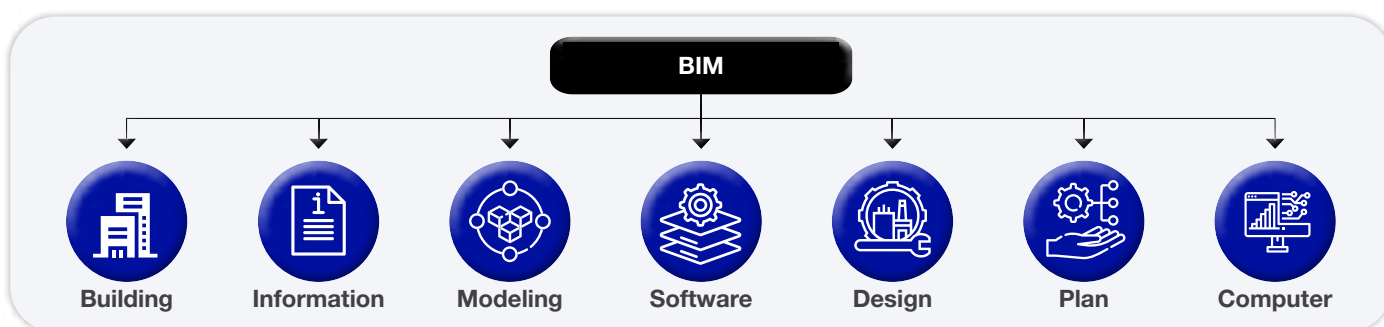 BIM
Building
Information
Modeling
Software
Design
Plan
Computer